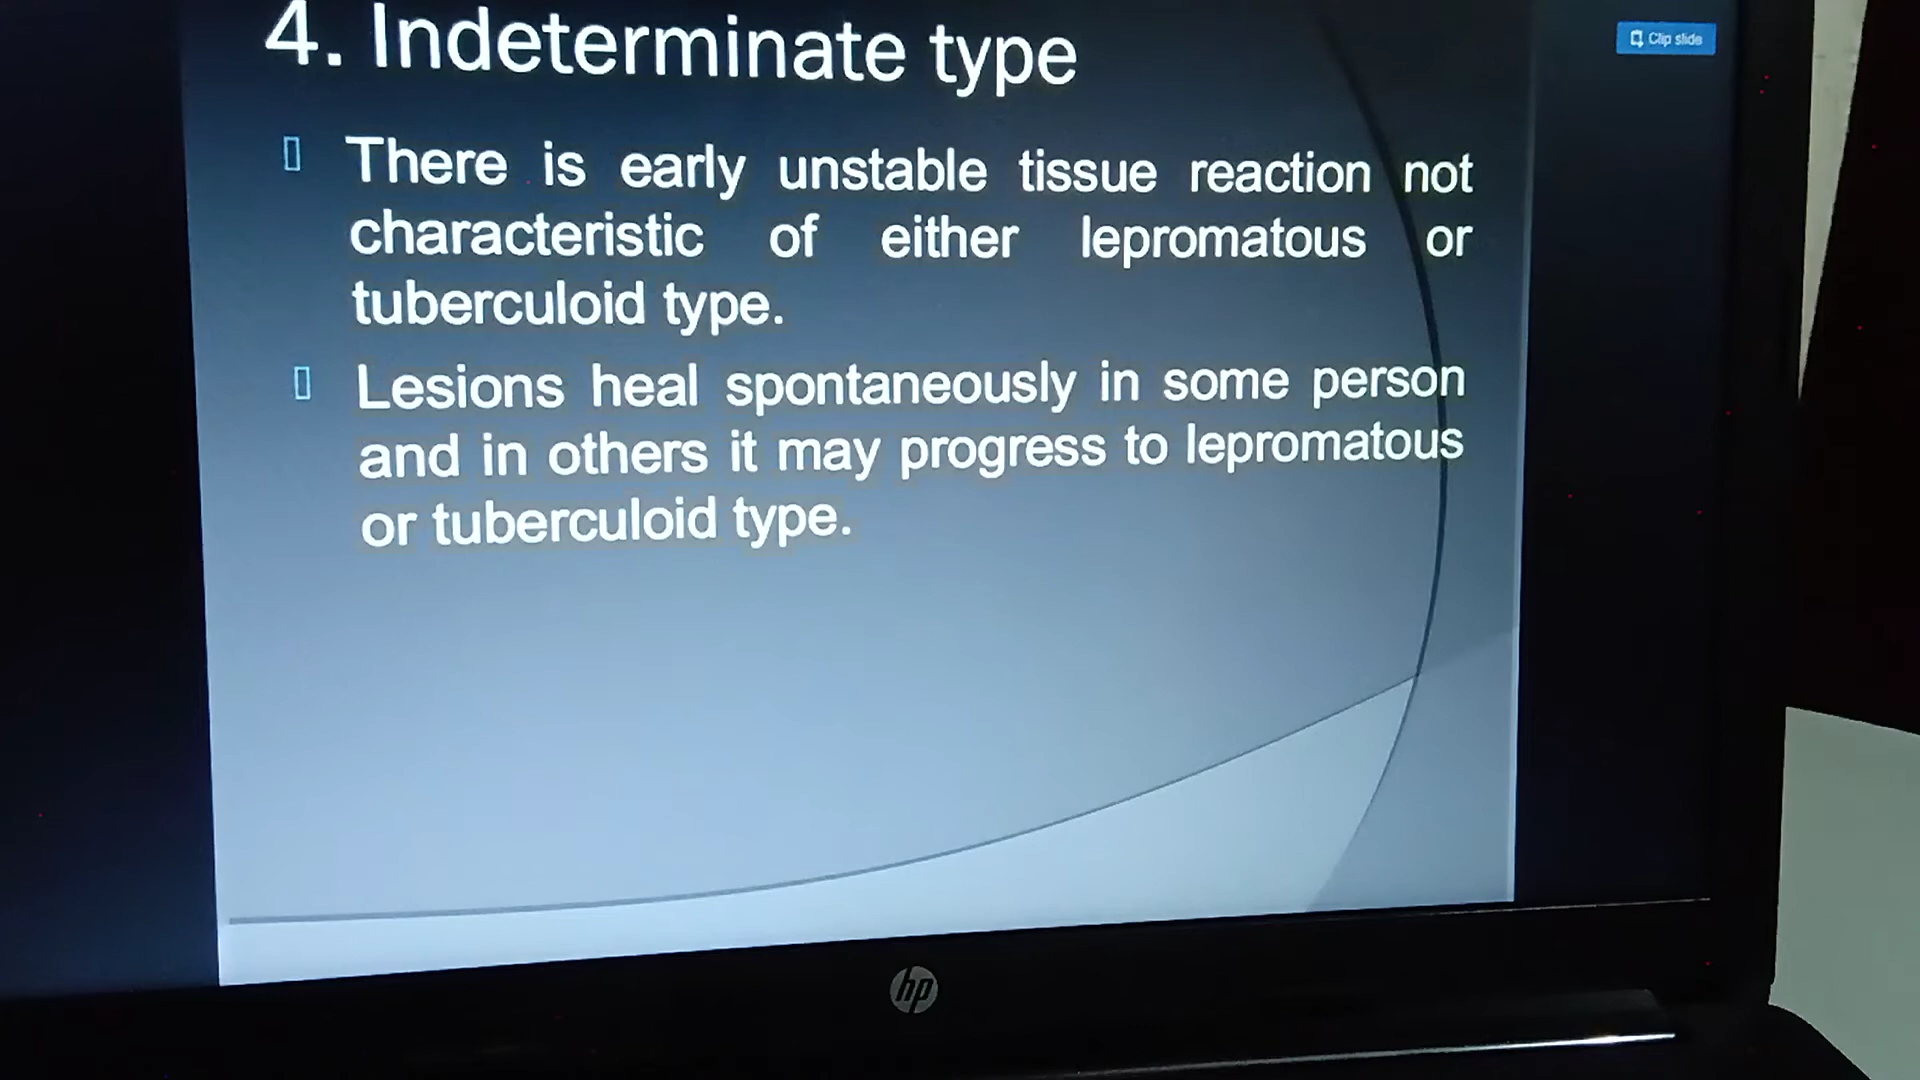 4. Indeterminate type
Clip slide
There is early unstable tissue reaction not
characteristic of either lepromatous or
tuberculoid type.
Lesions heal spontaneously in some person
and in others it may progress to lepromatous
or tuberculoid type.
hp